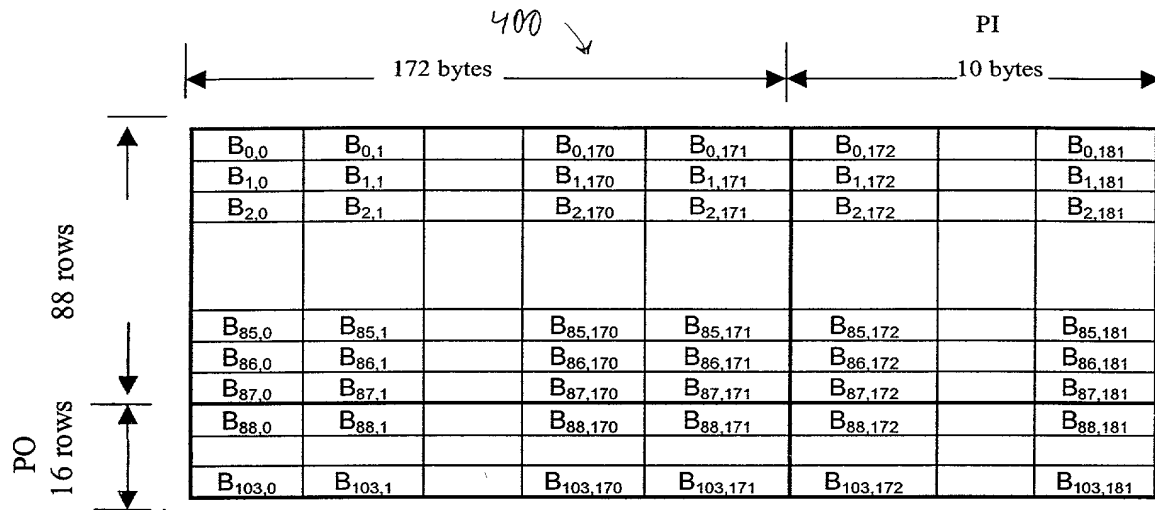 400 PI
172 bytes 10 bytes
B0,0 B0,1 B0,170 B0,171 B0,172 B0,181
B1,0 B1,1 B1,170 B1,171 B1,172 B1,181
B2,0 B2,1 B2,170 B2,171 B2,172 B2,181
88 rows
B85,0 B85,1 B85,170 B85,171 B85,172 B85,181
B86,0 B86,1 B86,170 B86,171 B86,172 B86,181
B87,0 B87,1 B87,170 B87,171 B87,172 B87,181
PO
16 rows
B88,0 B88,1 B88,170 B88,171 B88,172 B88,181
B103,0 B103,1 B103,170 B103,171 B103,172 B103,181